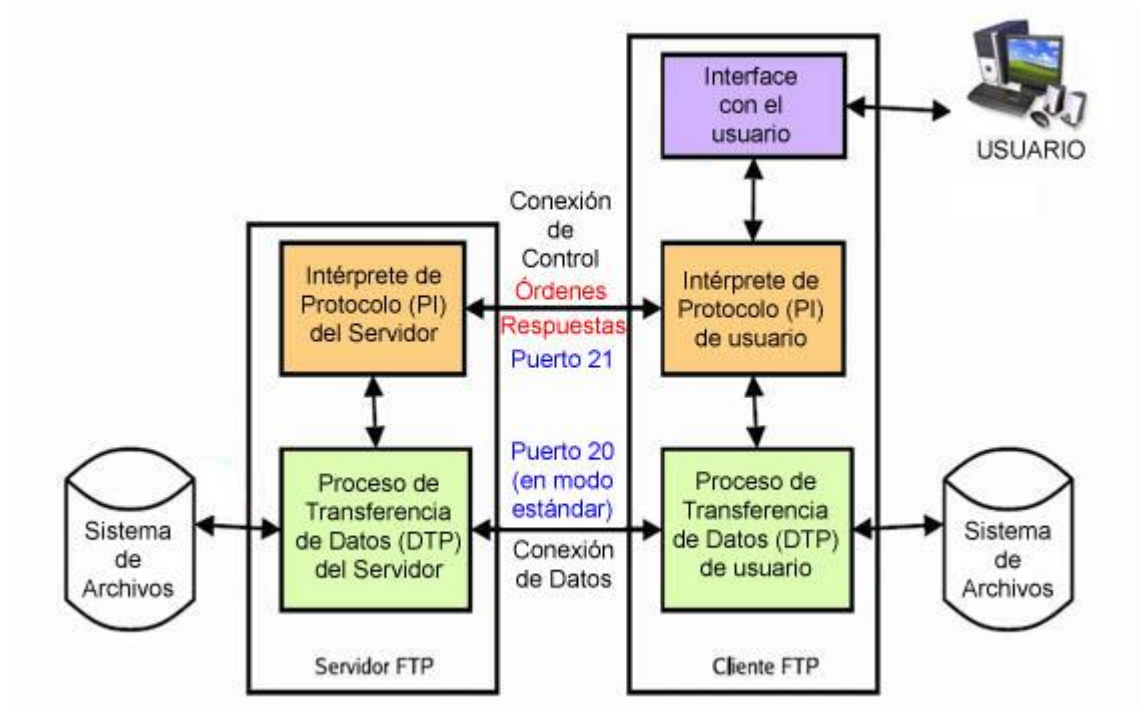 Interface
con el
usuario
USUARIO
Conexión
de
Control
Órdenes
Respuestas
Puerto 21
Intérprete de
Protocolo (PI)
del Servidor
Intérprete de
Protocolo (PI)
de usuario
Puerto 20
(en modo
estándar)
Conexión
de Datos
Sistema
de
Archivos
Proceso de
Transferencia
de Datos (DTP)
del Servidor
Proceso de
Transferencia
de Datos (DTP)
de usuario
Sistema
de
Archivos
Servidor FTP
Cliente FTP